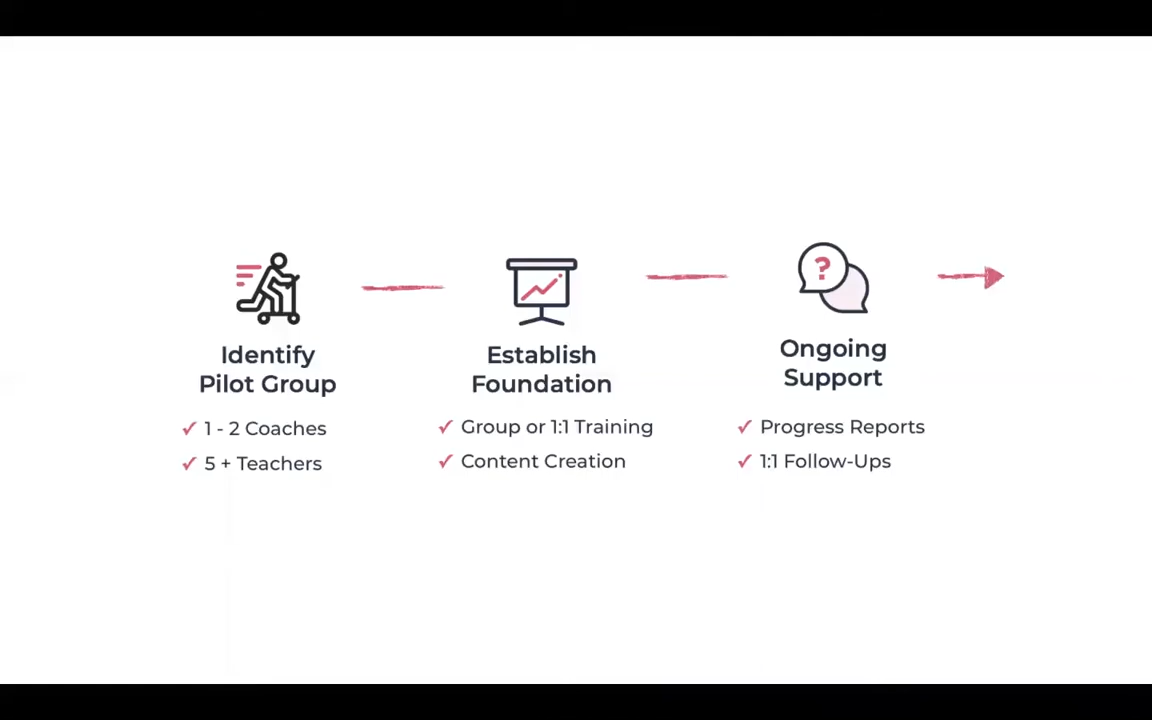 ?
Identify
Pilot Group
✓ 1 - 2 Coaches
✓ 5 + Teachers
Establish
Foundation
✓ Group or 1:1 Training
✓ Content Creation
Ongoing
Support
✓ Progress Reports
✓ 1:1 Follow-Ups